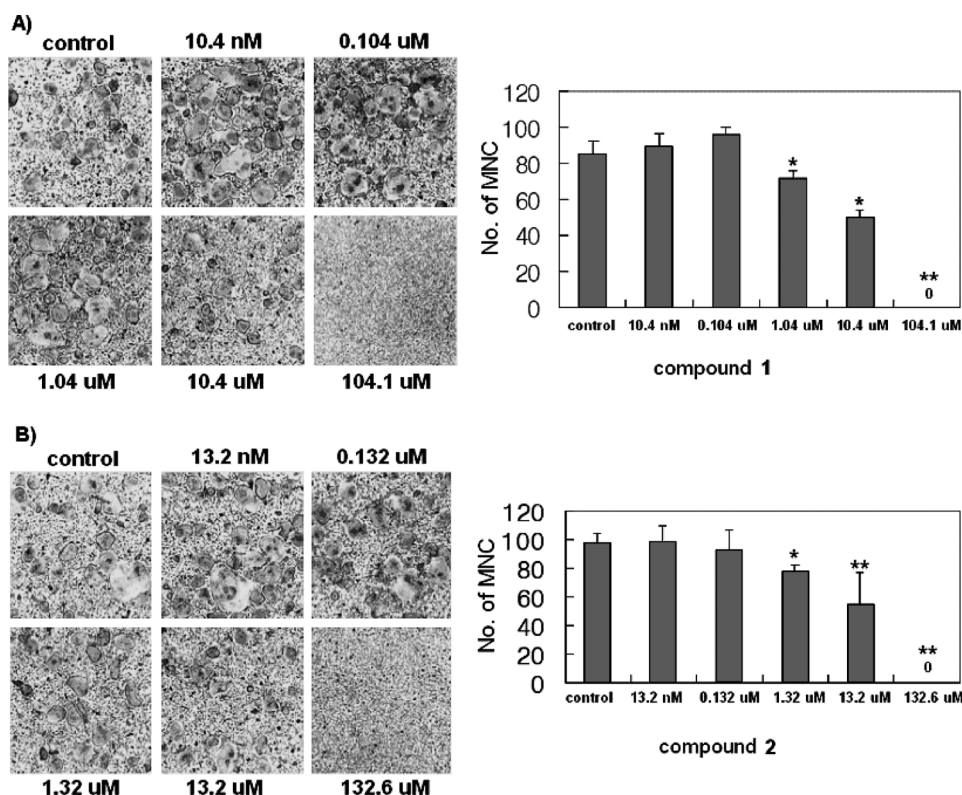 A)
control 10.4 nM 0.104 uM
1.04 uM 10.4 uM 104.1 uM
No. of MNC
120
100
80
60
40
20
0
* * **
0
control 10.4 nM 0.104 uM 1.04 uM 10.4 uM 104.1 uM
compound 1
B)
control 13.2 nM 0.132 uM
1.32 uM 13.2 uM 132.6 uM
No. of MNC
120
100
80
60
40
20
0
* ** **
0
control 13.2 nM 0.132 uM 1.32 uM 13.2 uM 132.6 uM
compound 2